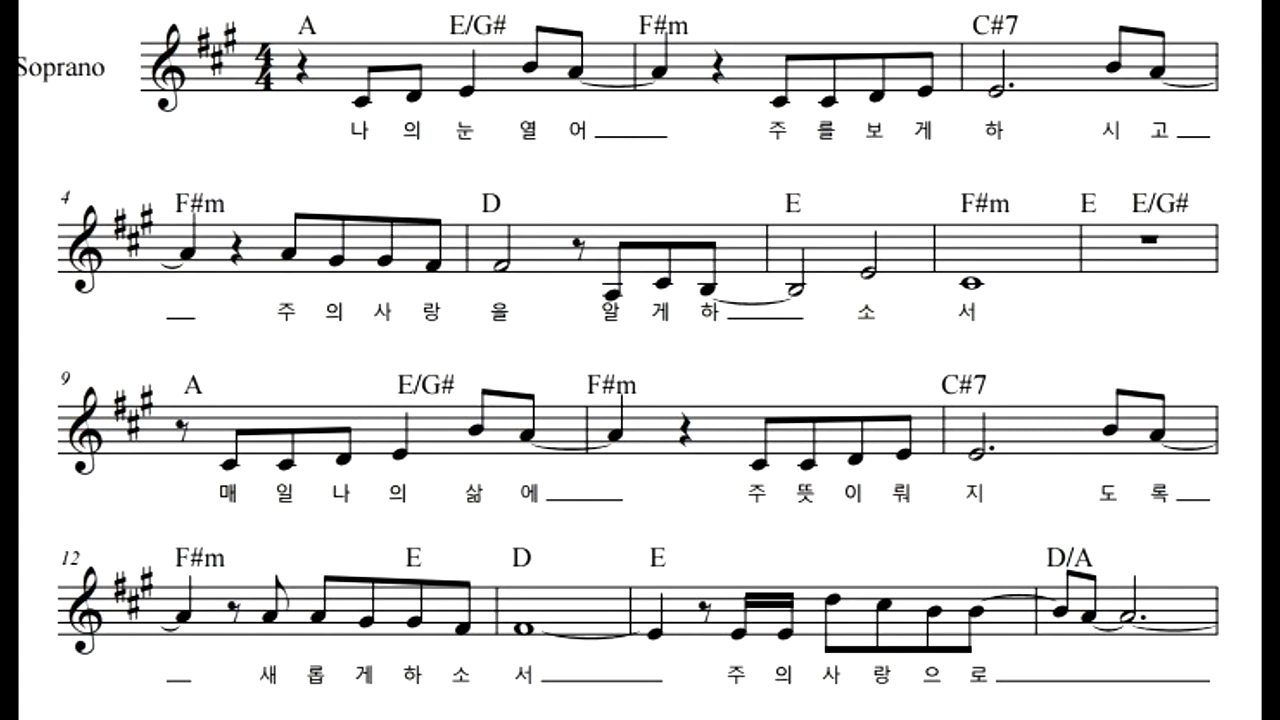 A E/G# F#m C#7
Soprano
4 4
나 의 눈 열 어 주 를 보 게 하 시 고
4 F#m D E F#m E E/G#
주 의 사 랑 을 알 게 하 소 서
9 A E/G# F#m C#7
매 일 나 의 삶 에 주 뜻 이 뤄 지 도 록
12 F#m E D E D/A
새 롭 게 하 소 서 주 의 사 랑 으 로